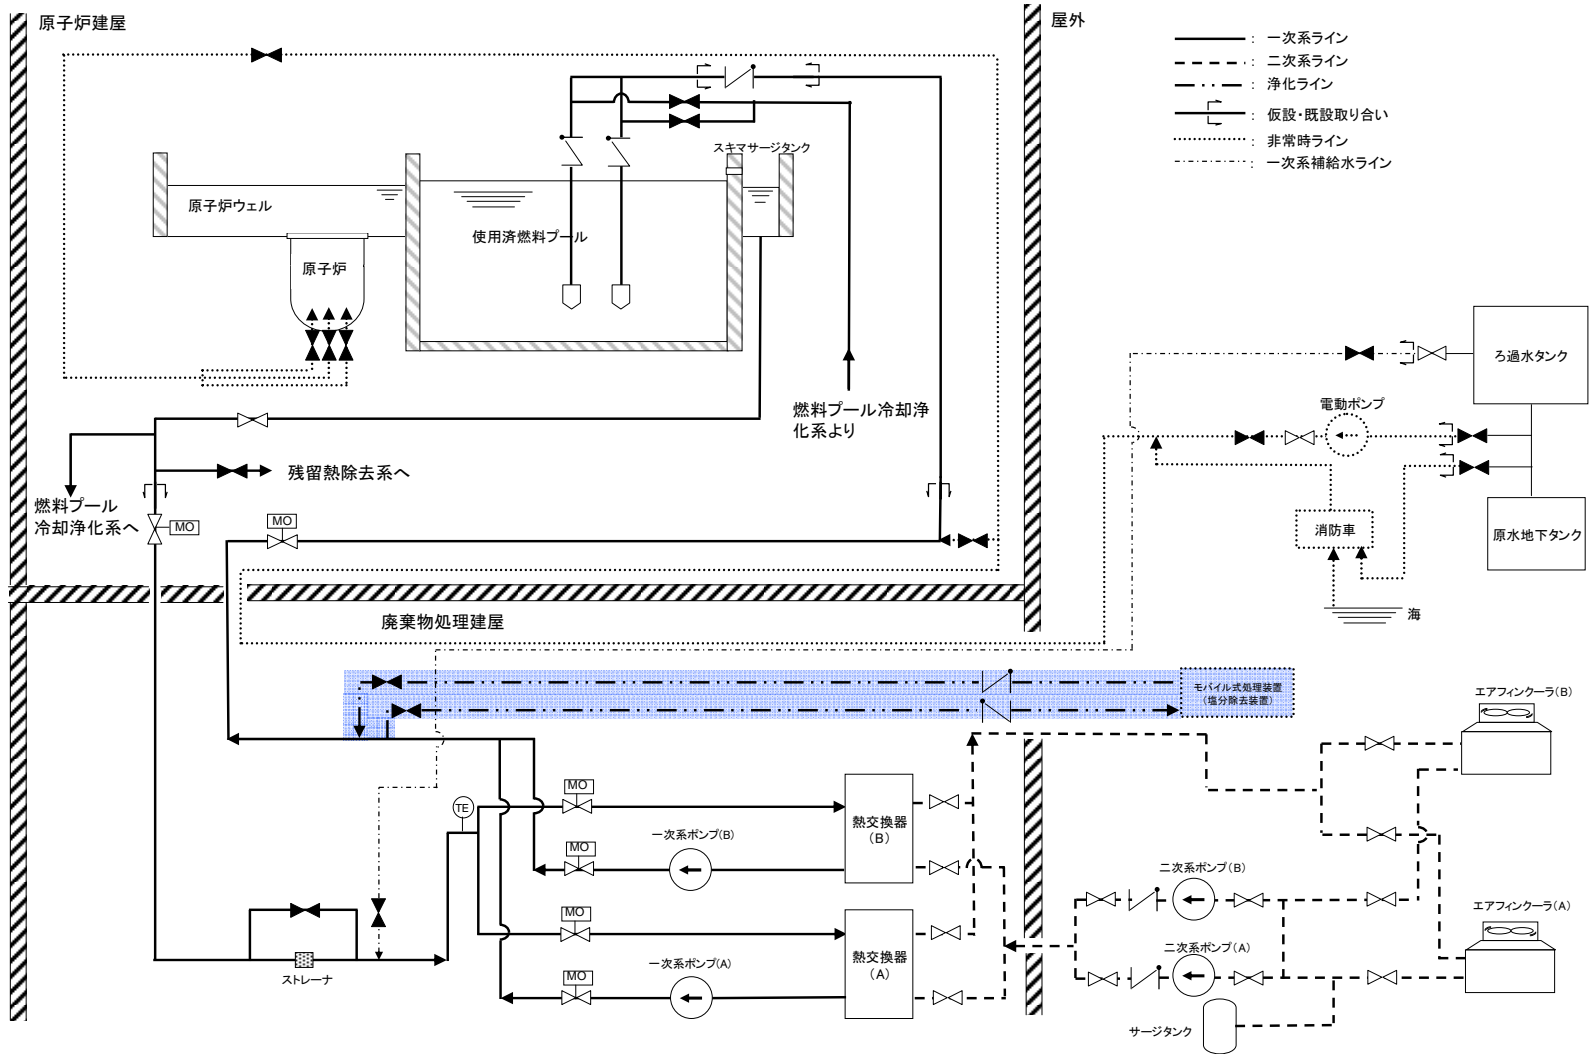 原子炉建屋
屋外
: 一次系ライン
: 二次系ライン
: 浄化ライン
: 仮設・既設取り合い
: 非常時ライン
: 一次系補給水ライン
スキマサージタンク
原子炉ウェル
使用済燃料プール
原子炉
ろ過水タンク
電動ポンプ
燃料プール冷却浄
化系より
残留熱除去系へ
燃料プール
冷却浄化系へ
MO
MO
消防車
原水地下タンク
海
廃棄物処理建屋
モバイル式処理装置
(塩分除去装置)
エアフィンクーラ(B)
TE
MO
一次系ポンプ(B)
MO
熱交換器
(B)
二次系ポンプ(B)
エアフィンクーラ(A)
MO
二次系ポンプ(A)
一次系ポンプ(A)
MO
熱交換器
(A)
ストレーナ
サージタンク